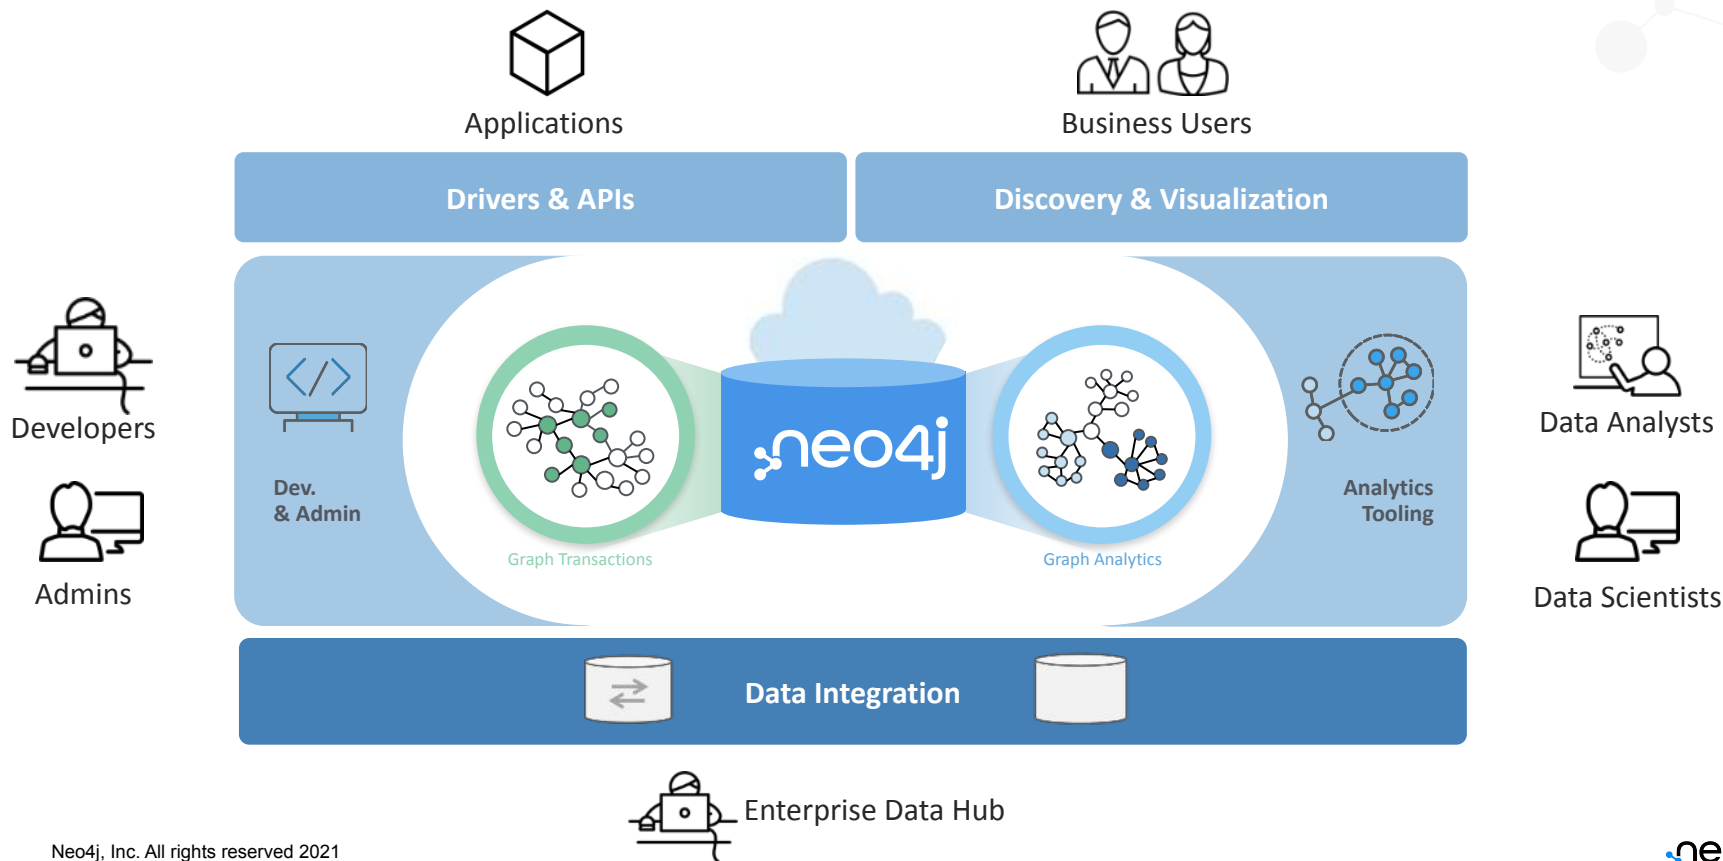 Applications
Business Users
Drivers & APIs
Discovery & Visualization
Developers
Admins
Dev.
& Admin
Graph Transactions
neo4j
Graph Analytics
Analytics
Tooling
Data Analysts
Data Scientists
Data Integration
Enterprise Data Hub
Neo4j, Inc. All rights reserved 2021
ne